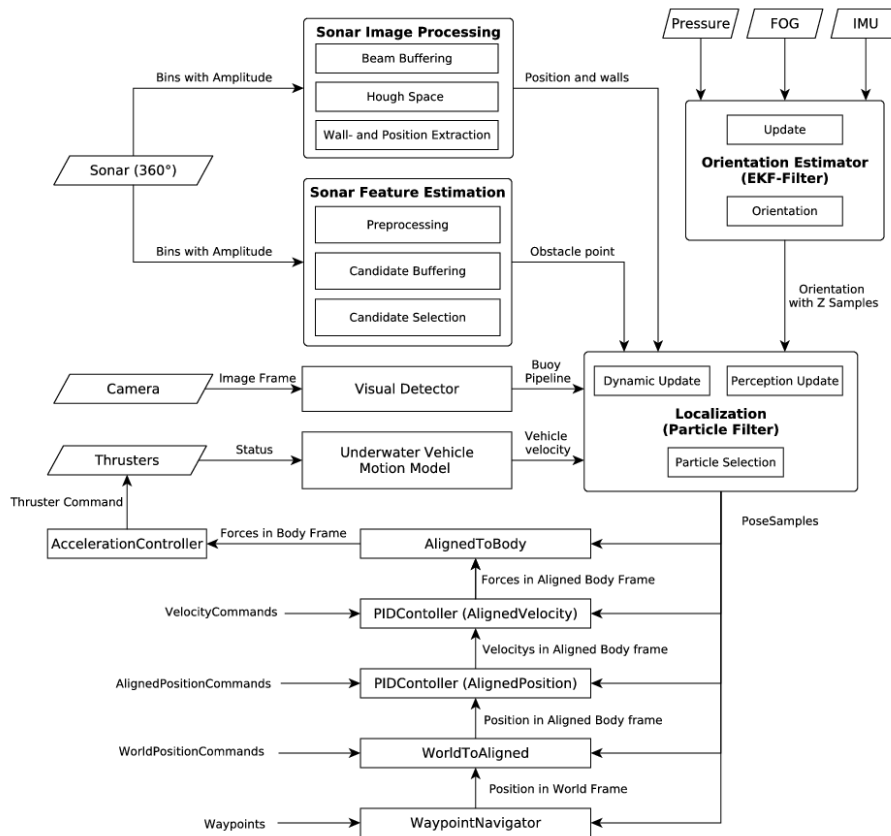 Pressure
FOG
IMU
Sonar Image Processing
Beam Buffering
Hough Space
Wall- and Position Extraction
Bins with Amplitude
Position and walls
Update
Orientation Estimator
(EKF-Filter)
Orientation
Sonar (360°)
Sonar Feature Estimation
Preprocessing
Candidate Buffering
Candidate Selection
Bins with Amplitude
Obstacle point
Orientation
with Z Samples
Camera
Image Frame
Visual Detector
Buoy
Pipeline
Dynamic Update
Perception Update
Localization
(Particle Filter)
Particle Selection
Thrusters
Status
Underwater Vehicle
Motion Model
Vehicle
velocity
Thruster Command
PoseSamples
AccelerationController
Forces in Body Frame
AlignedToBody
Forces in Aligned Body Frame
VelocityCommands
PIDContoller (AlignedVelocity)
Velocitys in Aligned Body frame
AlignedPositionCommands
PIDContoller (AlignedPosition)
Position in Aligned Body frame
WorldPositionCommands
WorldToAligned
Position in World Frame
Waypoints
WaypointNavigator